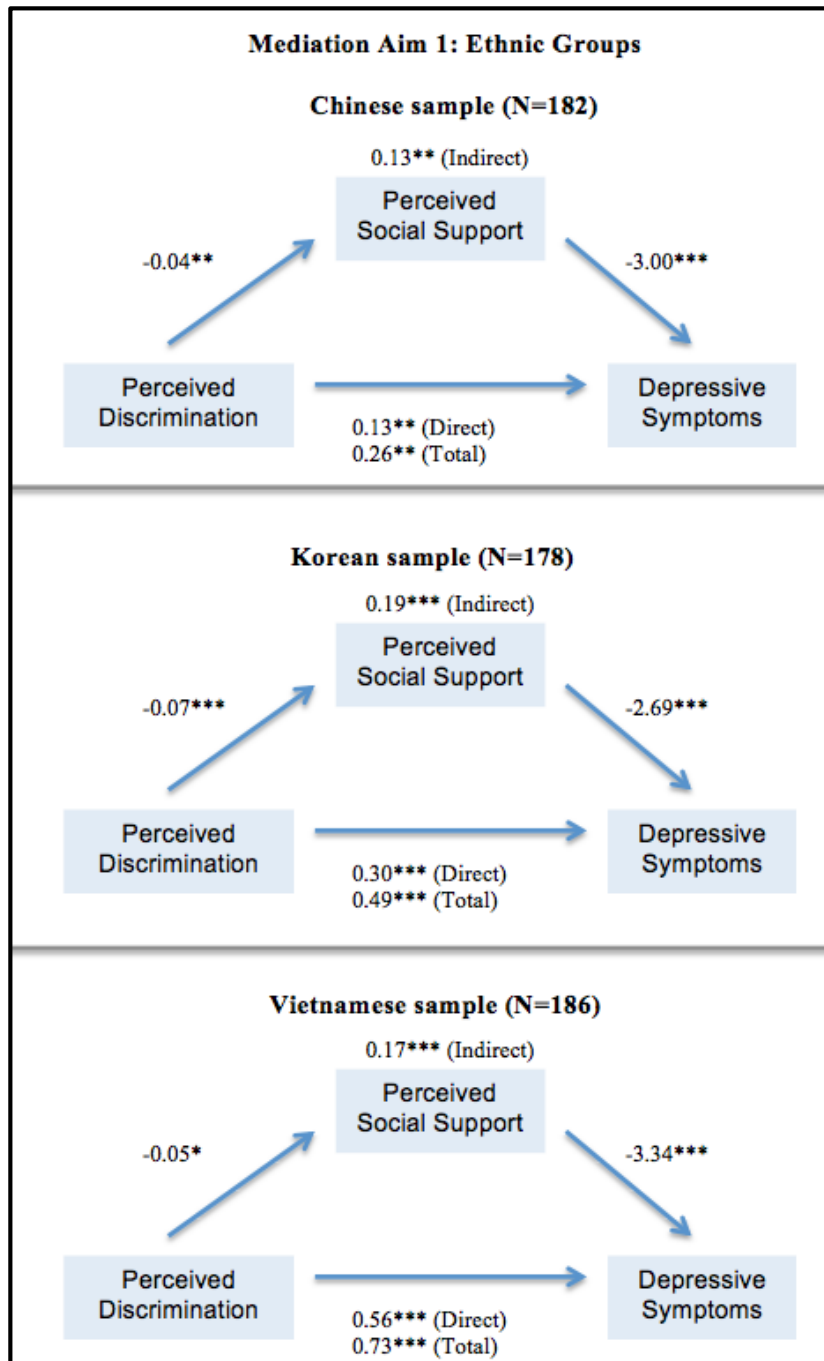 Mediation Aim 1: Ethnic Groups
Chinese sample (N=182)
0.13** (Indirect)
Perceived
Social Support
-0.04**
-3.00***
Perceived
Discrimination
Depressive
Symptoms
0.13** (Direct)
0.26** (Total)
Korean sample (N=178)
0.19*** (Indirect)
Perceived
Social Support
-0.07***
-2.69***
Perceived
Discrimination
Depressive
Symptoms
0.30*** (Direct)
0.49*** (Total)
Vietnamese sample (N=186)
0.17*** (Indirect)
Perceived
Social Support
-0.05*
-3.34***
Perceived
Discrimination
Depressive
Symptoms
0.56*** (Direct)
0.73*** (Total)